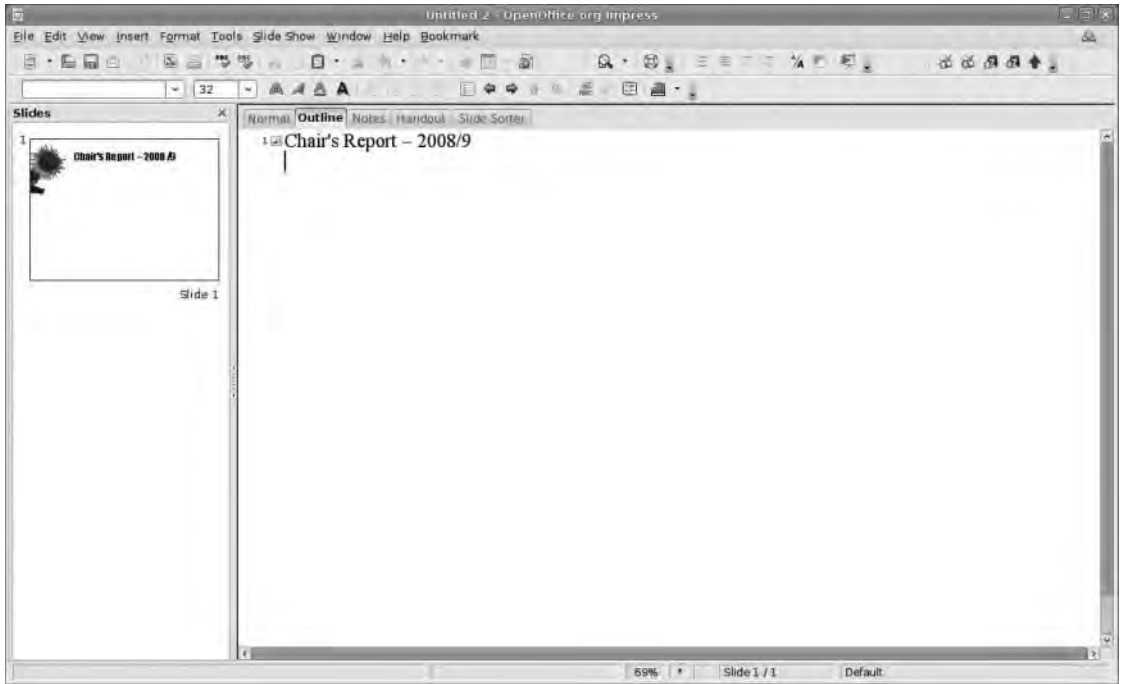 Untitled 2 - OpenOffice.org Impress
File Edit View Insert Format Tools Slide Show Window Help Bookmark
32
Slides
Normal Outline Notes Handout Slide Sorter
1
Chair's Report – 2008/9
Slide 1
1 Chair's Report – 2008/9
69% * Slide 1 / 1 Default